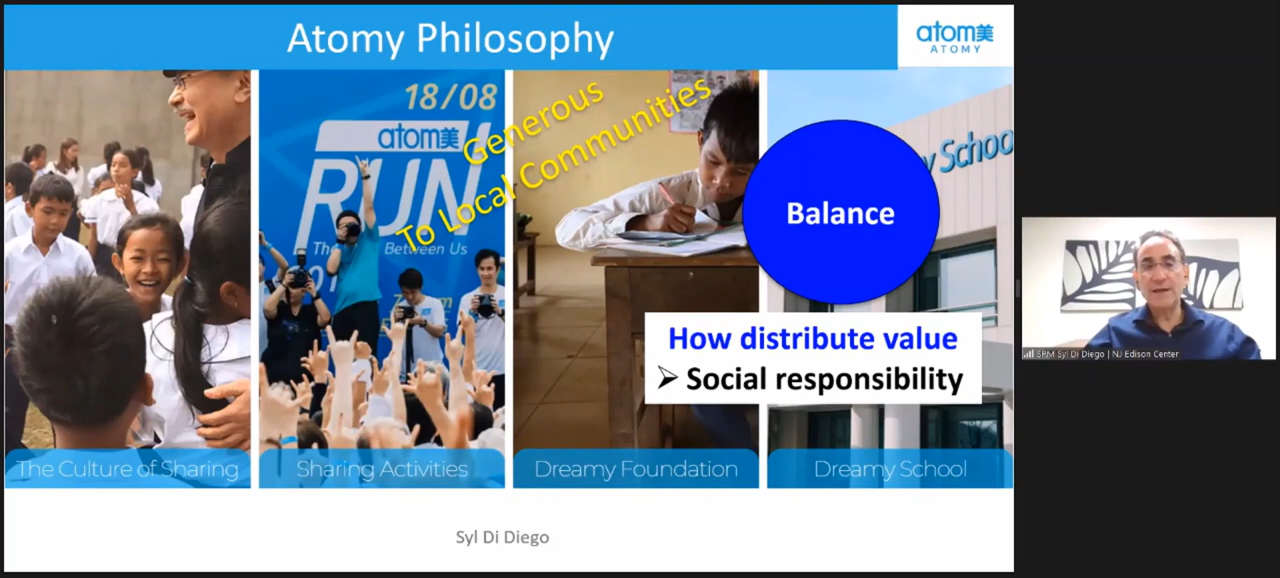 Atomy Philosophy
atom美
ATOMY
18/08
atom美
RUN
Between Us
Generous
To Local Communities
School
Balance
How distribute value
➢ Social responsibility
The Culture of Sharing
Sharing Activities
Dreamy Foundation
Dreamy School
Syl Di Diego
SRM Syl Di Diego | NJ Edison Center